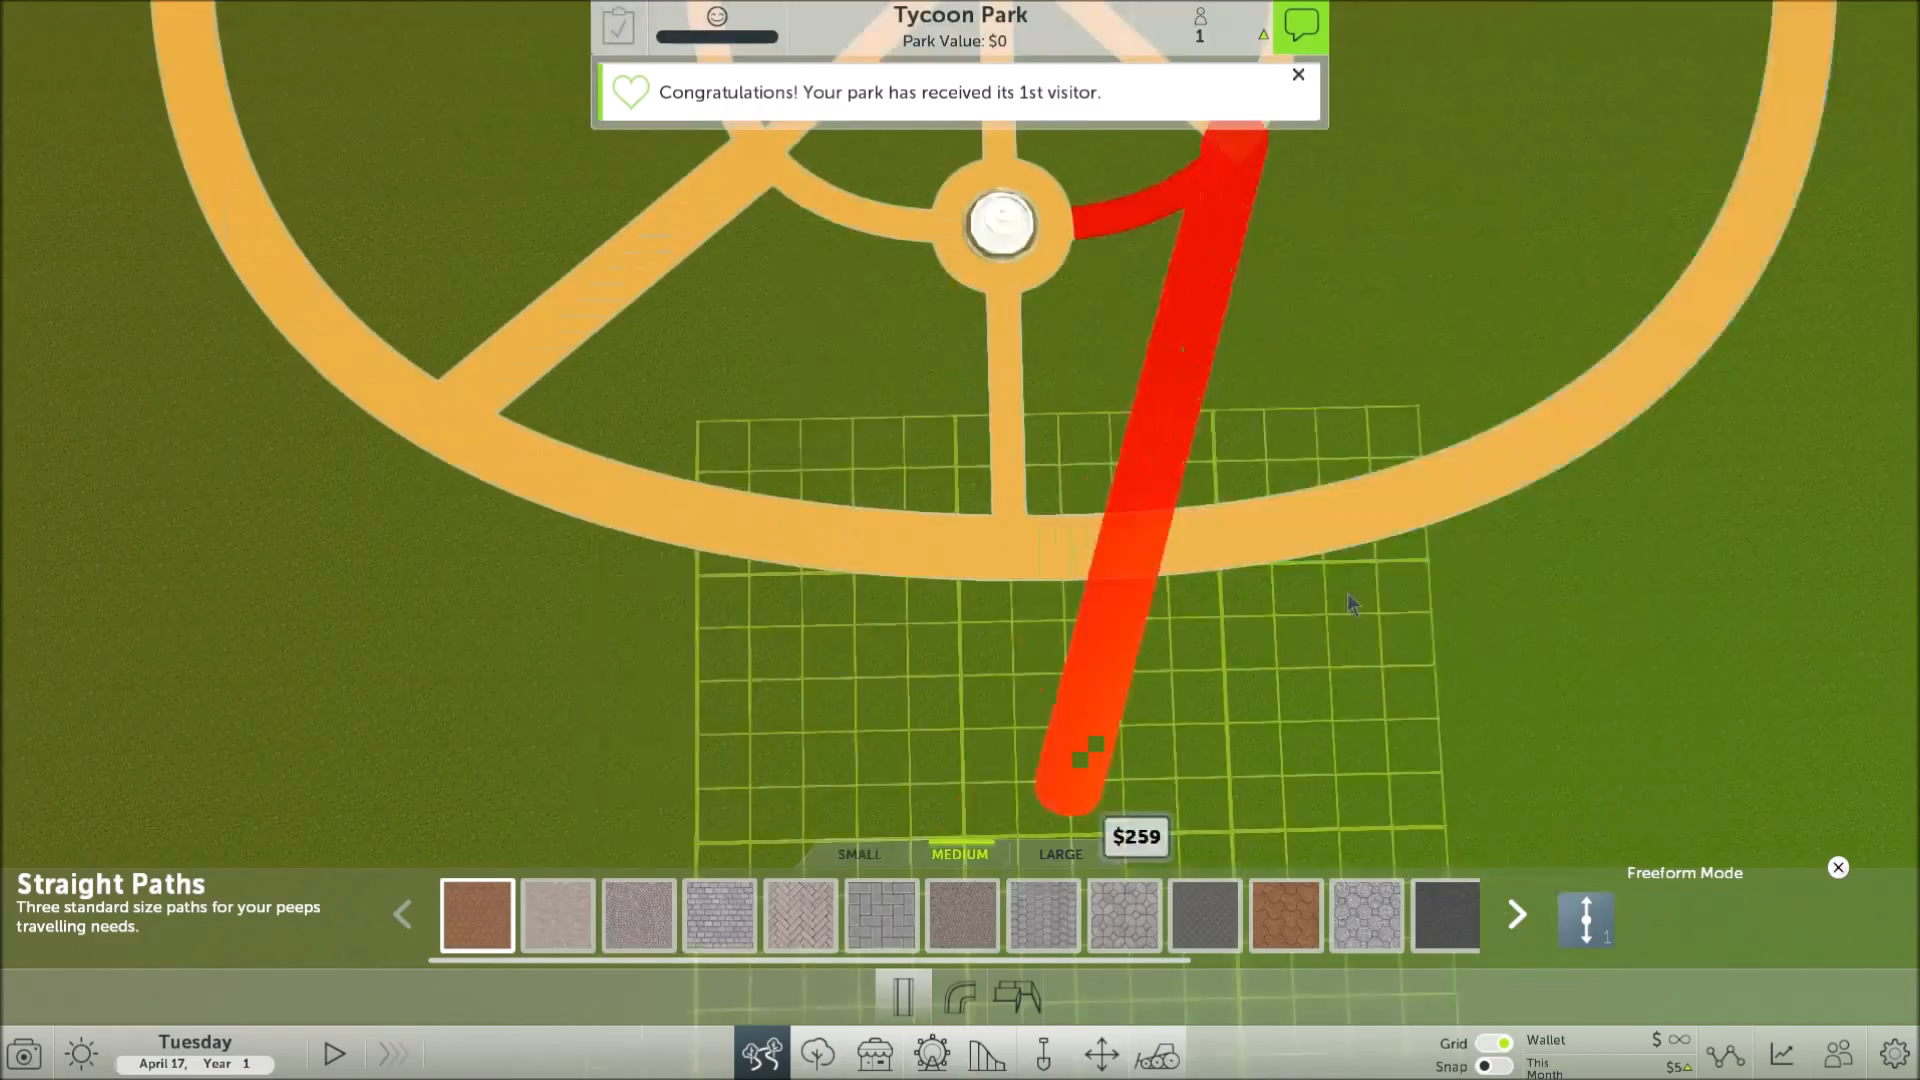 Tycoon Park
Park Value: $0
1
Congratulations! Your park has received its 1st visitor.
$259
SMALL
MEDIUM
LARGE
Straight Paths
Three standard size paths for your peeps
travelling needs.
Freeform Mode
1
Tuesday
April 17, Year 1
Grid
Snap
Wallet
$ ∞
This
Month
$5